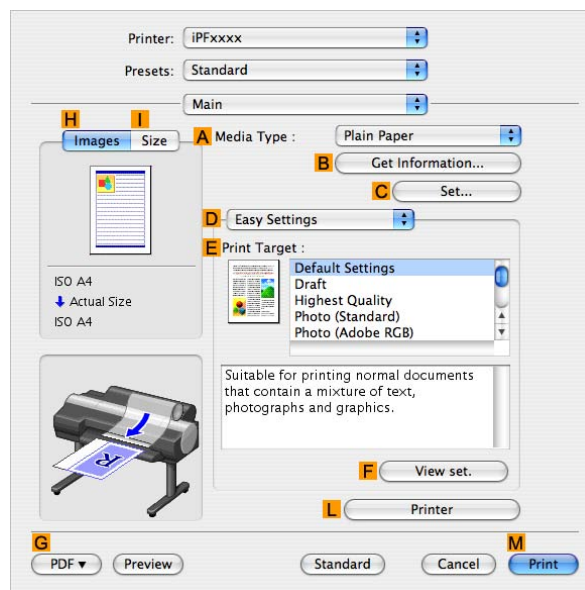 Printer: iPFxxxx
Presets: Standard
Main
H I
Images Size
A Media Type : Plain Paper
B Get Information...
C Set...
D Easy Settings
E Print Target :
Default Settings
Draft
Highest Quality
Photo (Standard)
Photo (Adobe RGB)
ISO A4
Actual Size
ISO A4
Suitable for printing normal documents
that contain a mixture of text,
photographs and graphics.
F View set.
L Printer
G M
PDF Preview Standard Cancel Print